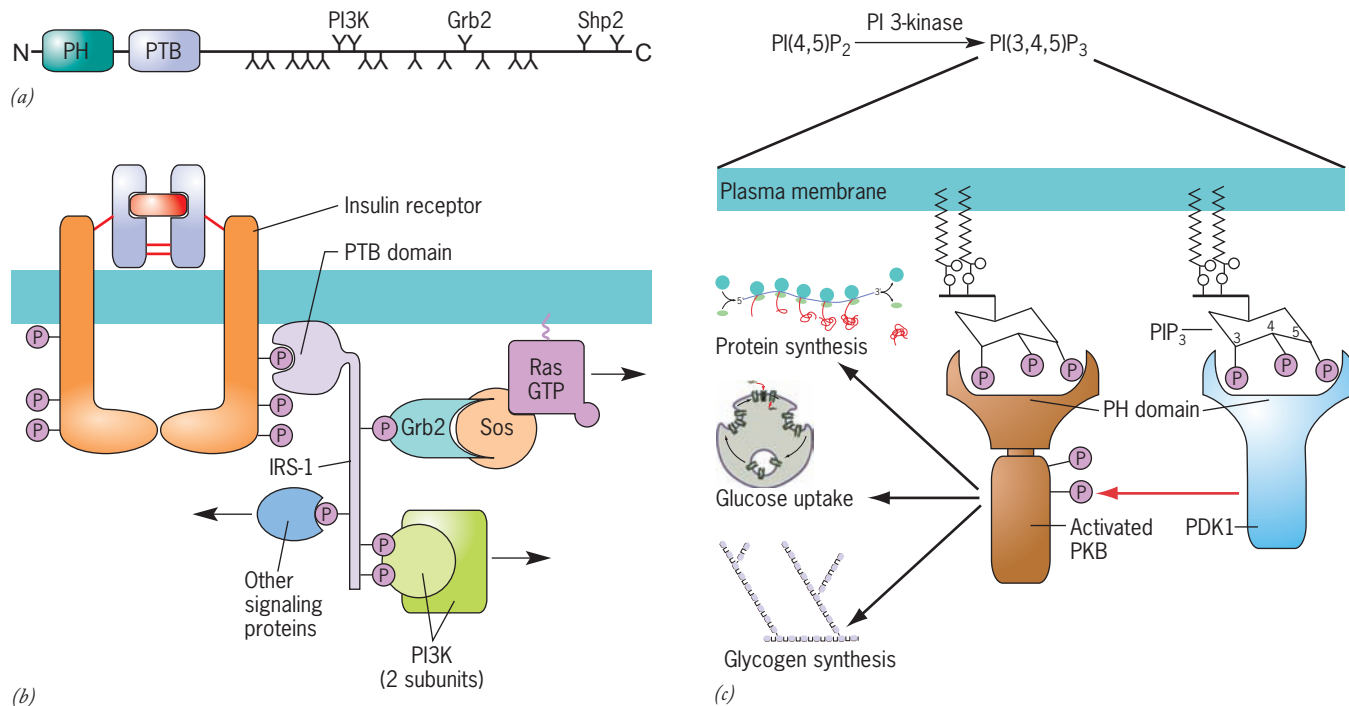 PI3K Grb2 Shp2
N PH PTB C
(a)
Insulin receptor
PTB domain
P
P
P
P
P
P
Ras
GTP
P
Grb2
Sos
IRS-1
P
P
P
Other
signaling
proteins
PI3K
(2 subunits)
(b)
PI 3-kinase
PI(4,5)P2
PI(3,4,5)P3
Plasma membrane
5'
3'
Protein synthesis
PIP3
3
4
5
P
P
P
P
P
P
PH domain
Glucose uptake
P
P
Activated
PKB
PDK1
Glycogen synthesis
(c)